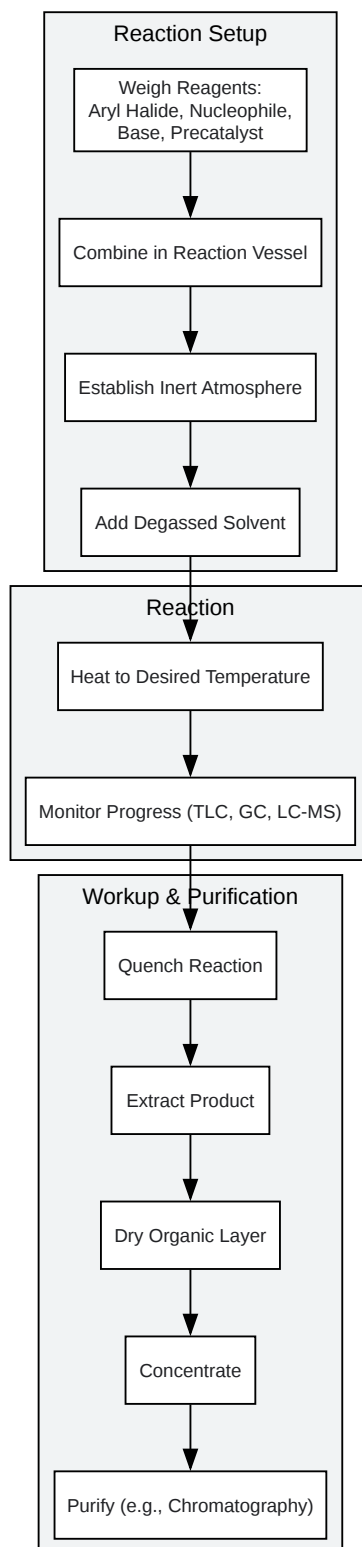 Reaction Setup
Weigh Reagents:
Aryl Halide, Nucleophile,
Base, Precatalyst
Combine in Reaction Vessel
Establish Inert Atmosphere
Add Degassed Solvent
Reaction
Heat to Desired Temperature
Monitor Progress (TLC, GC, LC-MS)
Workup & Purification
Quench Reaction
Extract Product
Dry Organic Layer
Concentrate
Purify (e.g., Chromatography)